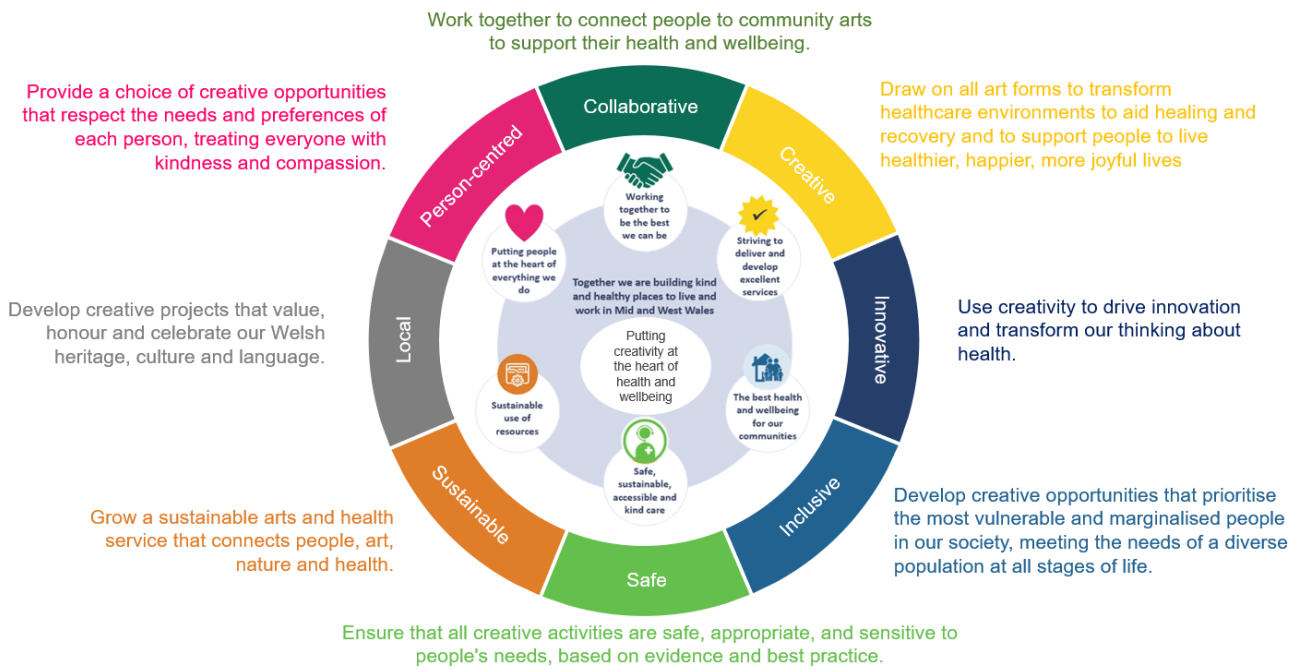 Work together to connect people to community arts
to support their health and wellbeing.
Provide a choice of creative opportunities
that respect the needs and preferences of
each person, treating everyone with
kindness and compassion.
Draw on all art forms to transform
healthcare environments to aid healing and
recovery and to support people to live
healthier, happier, more joyful lives
Collaborative
Person-centred
Creative
Working
together to
be the best
we can be
Putting people
at the heart of
everything we
do
Striving to
deliver and
develop
excellent
services
Together we are building kind
and healthy places to live and
work in Mid and West Wales
Develop creative projects that value,
honour and celebrate our Welsh
heritage, culture and language.
Local
Putting
creativity at
the heart of
health and
wellbeing
Innovative
Use creativity to drive innovation
and transform our thinking about
health.
Sustainable
use of
resources
The best health
and wellbeing
for our
communities
Safe,
sustainable,
accessible and
kind care
Sustainable
Inclusive
Safe
Grow a sustainable arts and health
service that connects people, art,
nature and health.
Develop creative opportunities that prioritise
the most vulnerable and marginalised people
in our society, meeting the needs of a diverse
population at all stages of life.
Ensure that all creative activities are safe, appropriate, and sensitive to
people's needs, based on evidence and best practice.